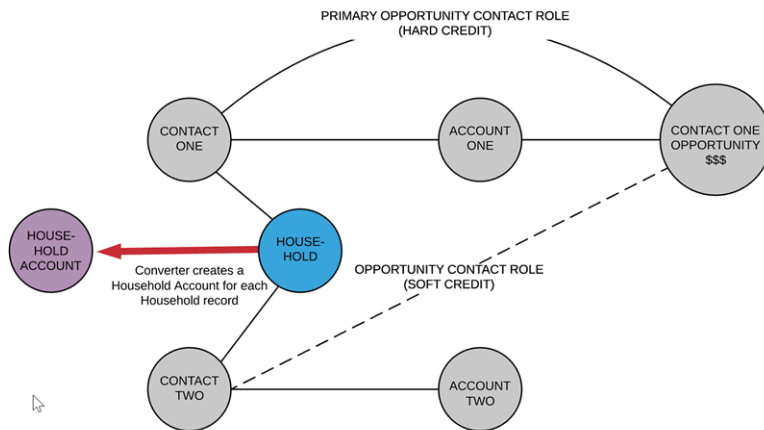 PRIMARY OPPORTUNITY CONTACT ROLE
(HARD CREDIT)
CONTACT
ONE
ACCOUNT
ONE
CONTACT ONE
OPPORTUNITY
$$$
HOUSE-
HOLD
ACCOUNT
HOUSE-
HOLD
Converter creates a
Household Account for each
Household record
OPPORTUNITY CONTACT ROLE
(SOFT CREDIT)
CONTACT
TWO
ACCOUNT
TWO